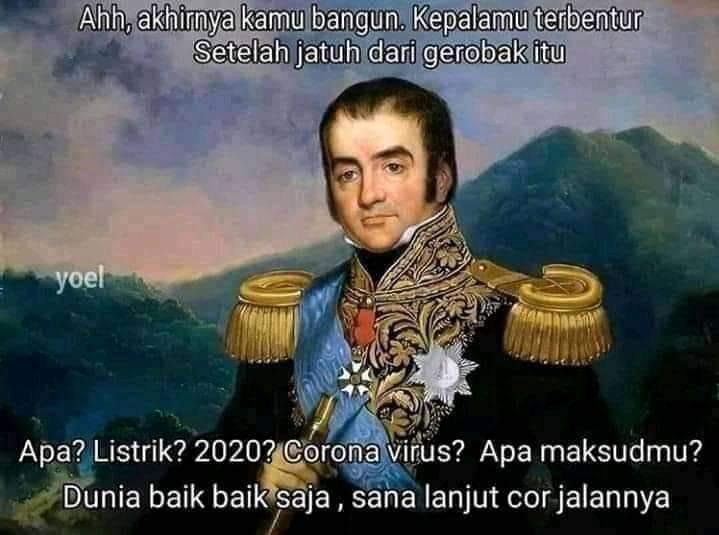 Ahh, akhirnya kamu bangun. Kepalamu terbentur
Setelah jatuh dari gerobak itu
yoel
Apa? Listrik? 2020? Corona virus? Apa maksudmu?
Dunia baik baik saja , sana lanjut cor jalannya